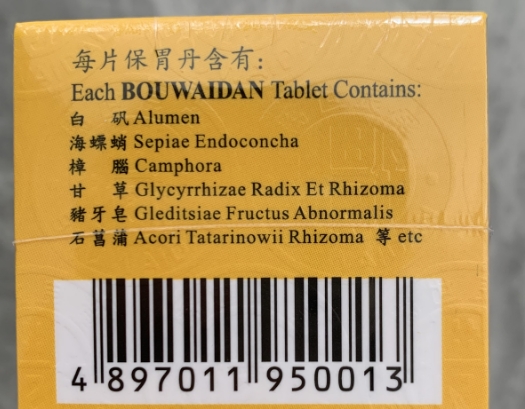 每片保胃丹含有:
Each BOUWAIDAN Tablet Contains:
白 矾 Alumen
海螵蛸 Sepiae Endoconcha
樟 腦 Camphora
甘 草 Glycyrrhizae Radix Et Rhizoma
豬牙皂 Gleditsiae Fructus Abnormalis
石菖蒲 Acori Tatarinowii Rhizoma 等 etc
4 897011 950013